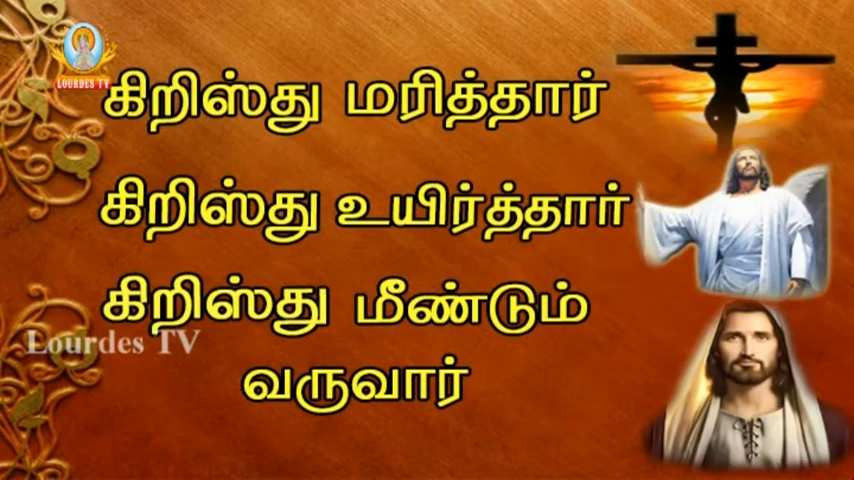 LOURDES TV
கிறிஸ்து மரித்தார்
கிறிஸ்து உயிர்த்தார்
கிறிஸ்து மீண்டும்
Lourdes TV
வருவார்